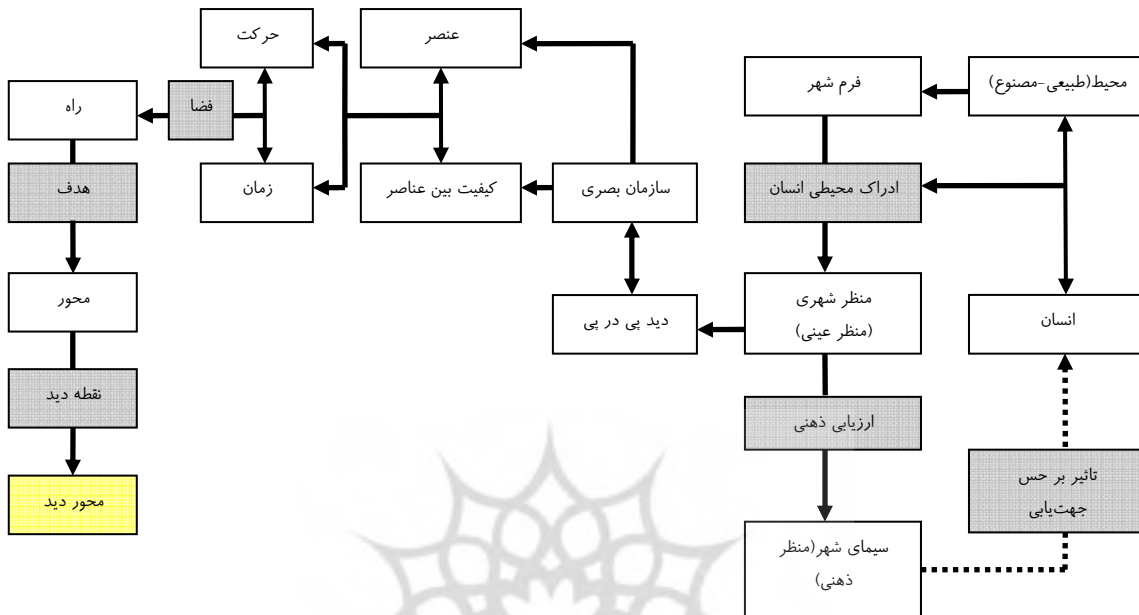 محیط(طبیعی-مصنوع)
فرم شهر
عنصر
حرکت
فضا
راه
ادراک محیطی انسان
سازمان بصری
کیفیت بین عناصر
زمان
هدف
انسان
منظر شهری
(منظر عینی)
دید پی در پی
محور
ارزیابی ذهنی
نقطه دید
تاثیر بر حس
جهت‌یابی
محور دید
سیمای شهر(منظر
ذهنی)